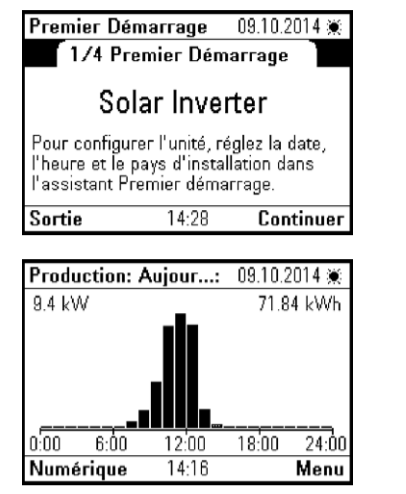 Premier Démarrage 09.10.2014
1/4 Premier Démarrage
Solar Inverter
Pour configurer l'unité, réglez la date,
l'heure et le pays d'installation dans
l'assistant Premier démarrage.
Sortie 14:28 Continuer
Production: Aujour...: 09.10.2014
9.4 kW 71.84 kWh
0:00 6:00 12:00 18:00 24:00
Numérique 14:16 Menu